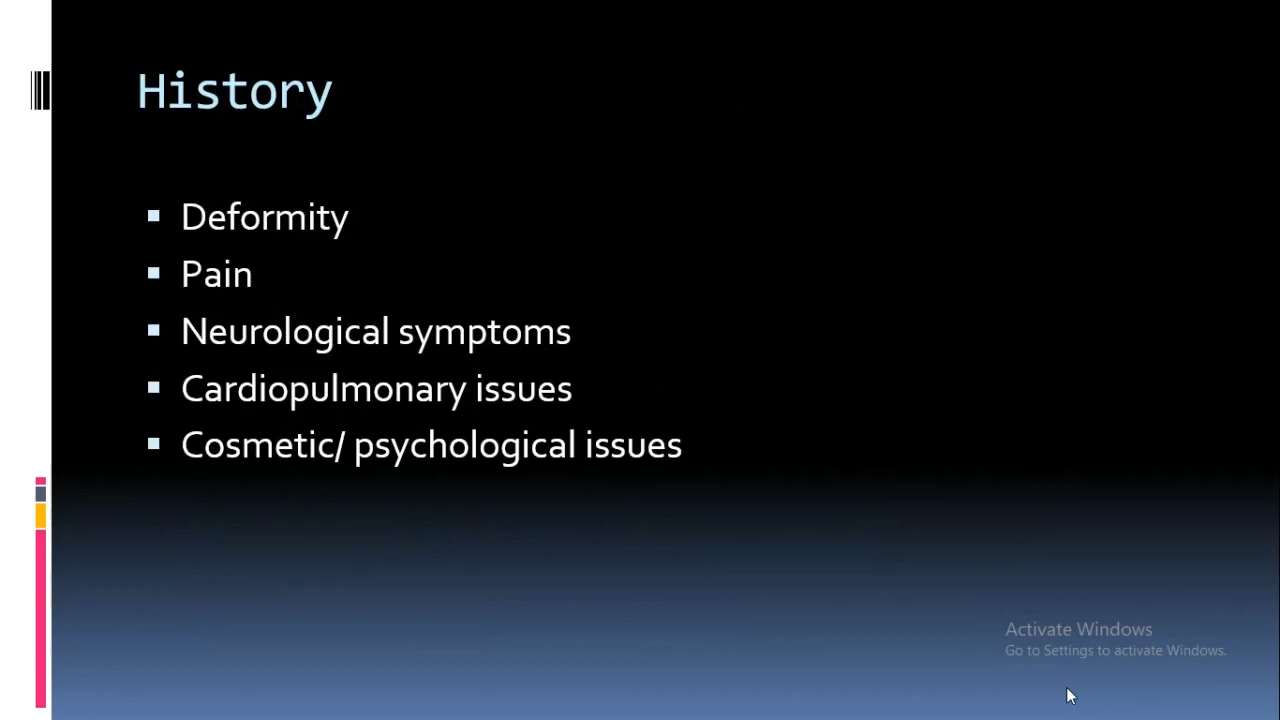 History
Deformity
Pain
Neurological symptoms
Cardiopulmonary issues
Cosmetic/ psychological issues
Activate Windows
Go to Settings to activate Windows.